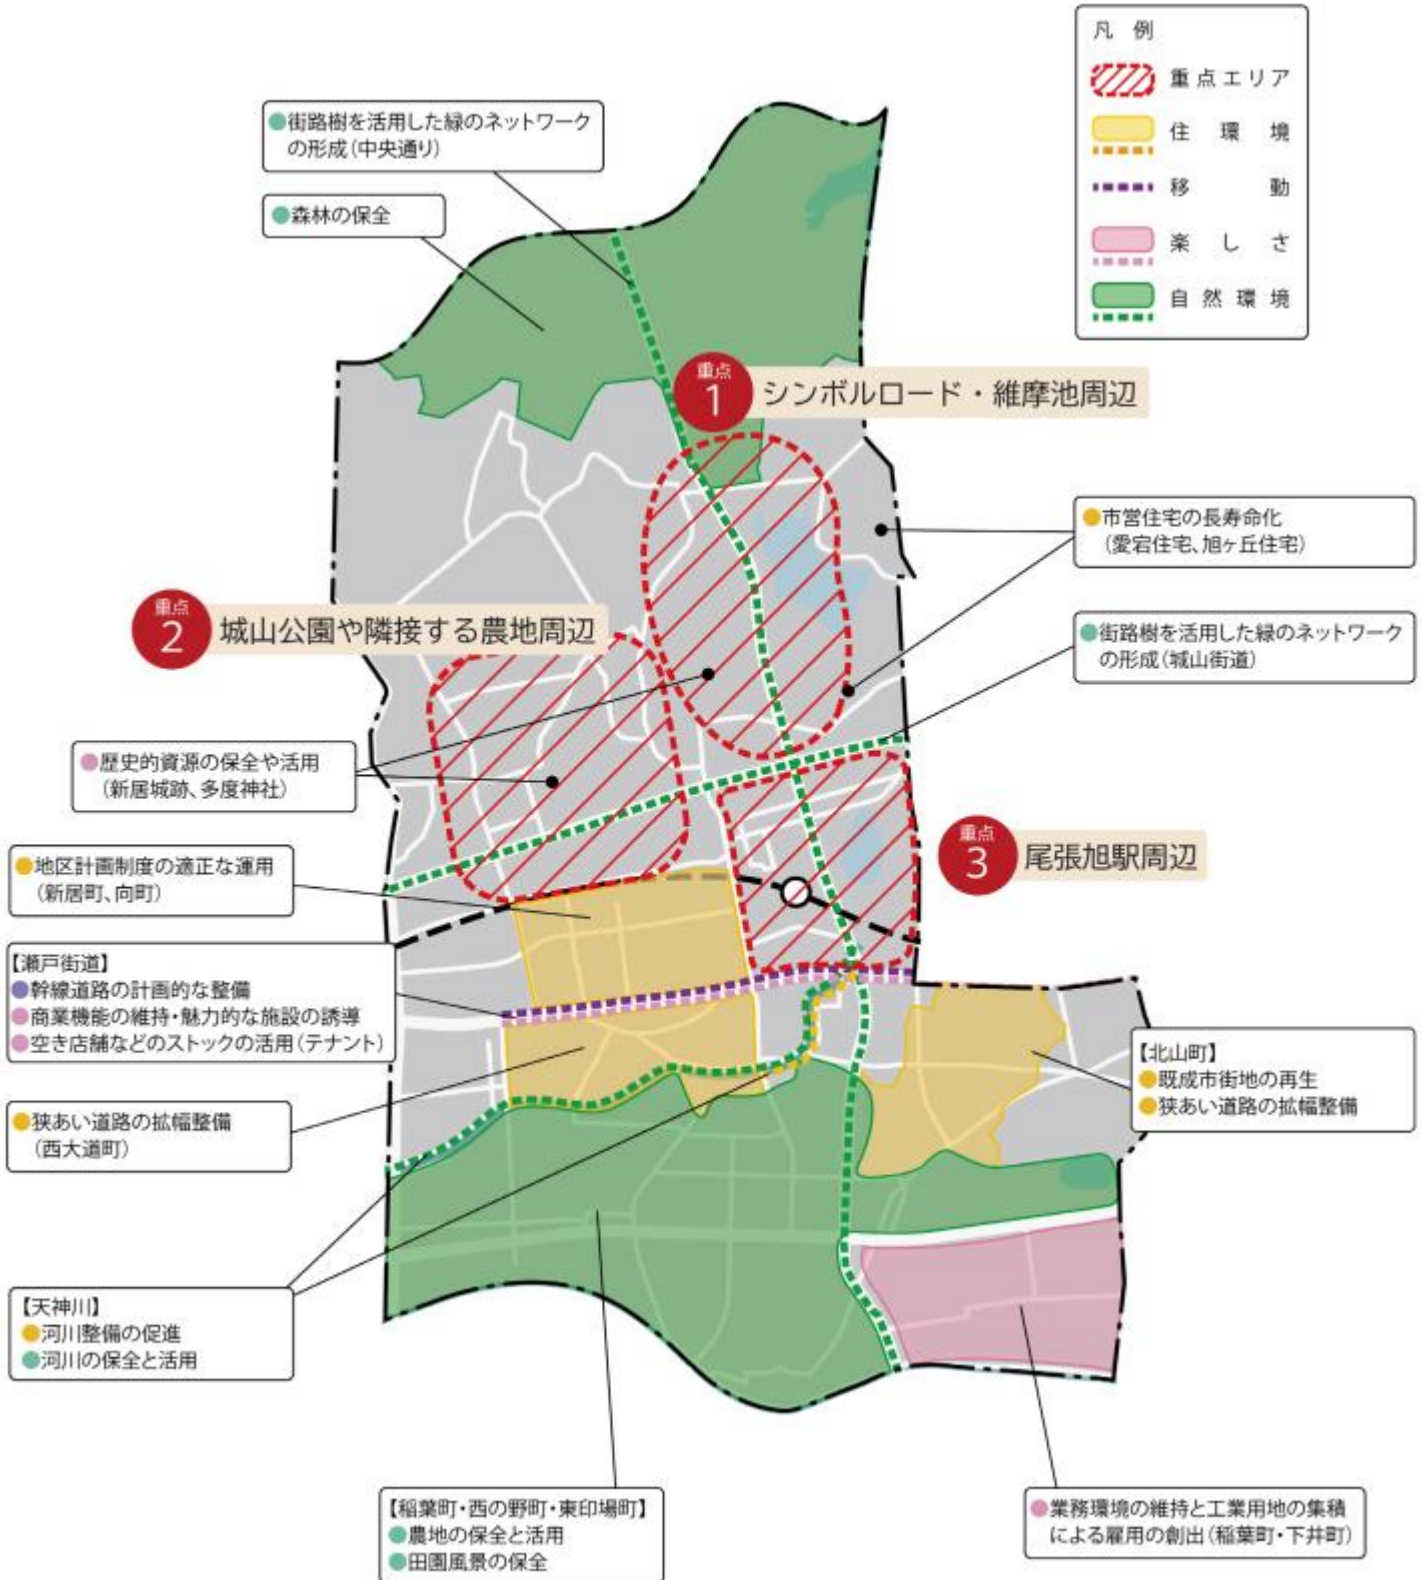 凡例
重点エリア
住環境
移動
楽しさ
自然環境
●街路樹を活用した緑のネットワーク
の形成(中央通り)
●森林の保全
重点
1
シンボルロード・維摩池周辺
●市営住宅の長寿命化
(愛宕住宅、旭ヶ丘住宅)
重点
2
城山公園や隣接する農地周辺
●街路樹を活用した緑のネットワーク
の形成(城山街道)
●歴史的資源の保全や活用
(新居城跡、多度神社)
重点
3
尾張旭駅周辺
●地区計画制度の適正な運用
(新居町、向町)
【瀬戸街道】
●幹線道路の計画的な整備
●商業機能の維持・魅力的な施設の誘導
●空き店舗などのストックの活用(テナント)
【北山町】
●既成市街地の再生
●狭あい道路の拡幅整備
●狭あい道路の拡幅整備
(西大道町)
【天神川】
●河川整備の促進
●河川の保全と活用
【稲葉町・西の野町・東印場町】
●農地の保全と活用
●田園風景の保全
●業務環境の維持と工業用地の集積
による雇用の創出(稲葉町・下井町)